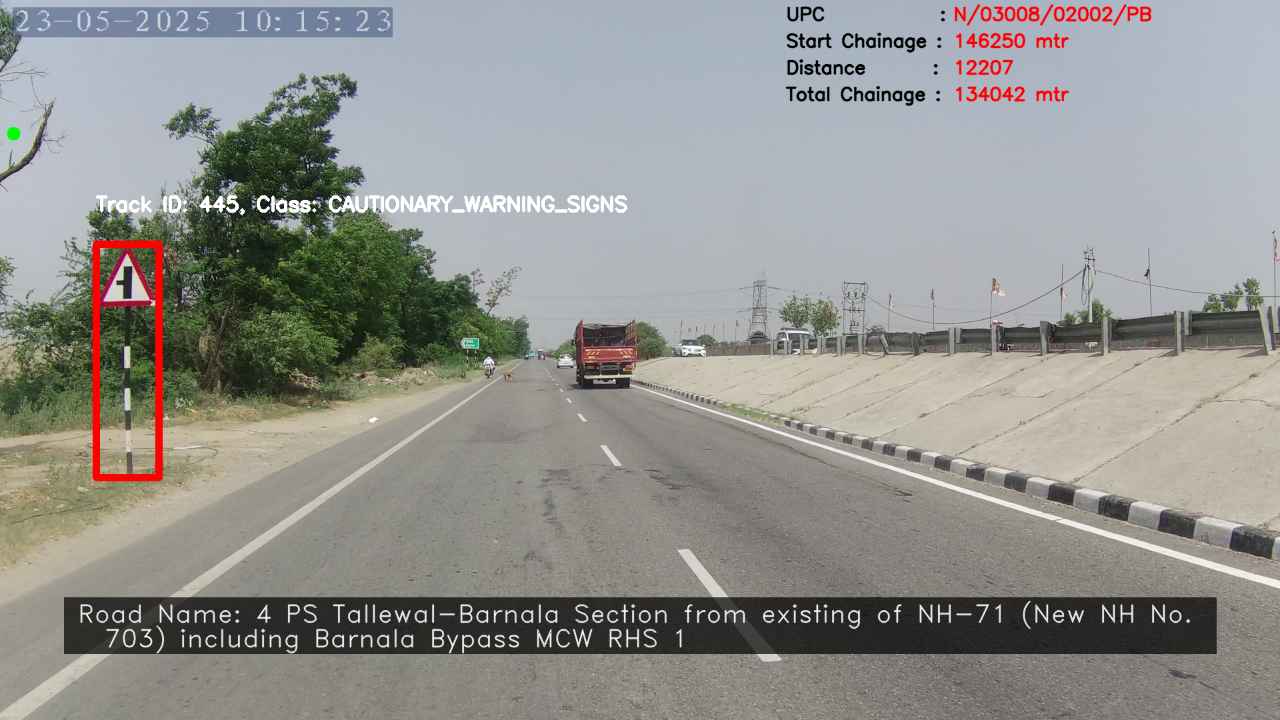 23-05-2025 10:15:23
UPC : N/03008/02002/PB
Start Chainage : 146250 mtr
Distance : 12207
Total Chainage : 134042 mtr
Track ID: 445, Class: CAUTIONARY_WARNING_SIGNS
Road Name: 4 PS Tallewal-Barnala Section from existing of NH-71 (New NH No.
703) including Barnala Bypass MCW RHS 1